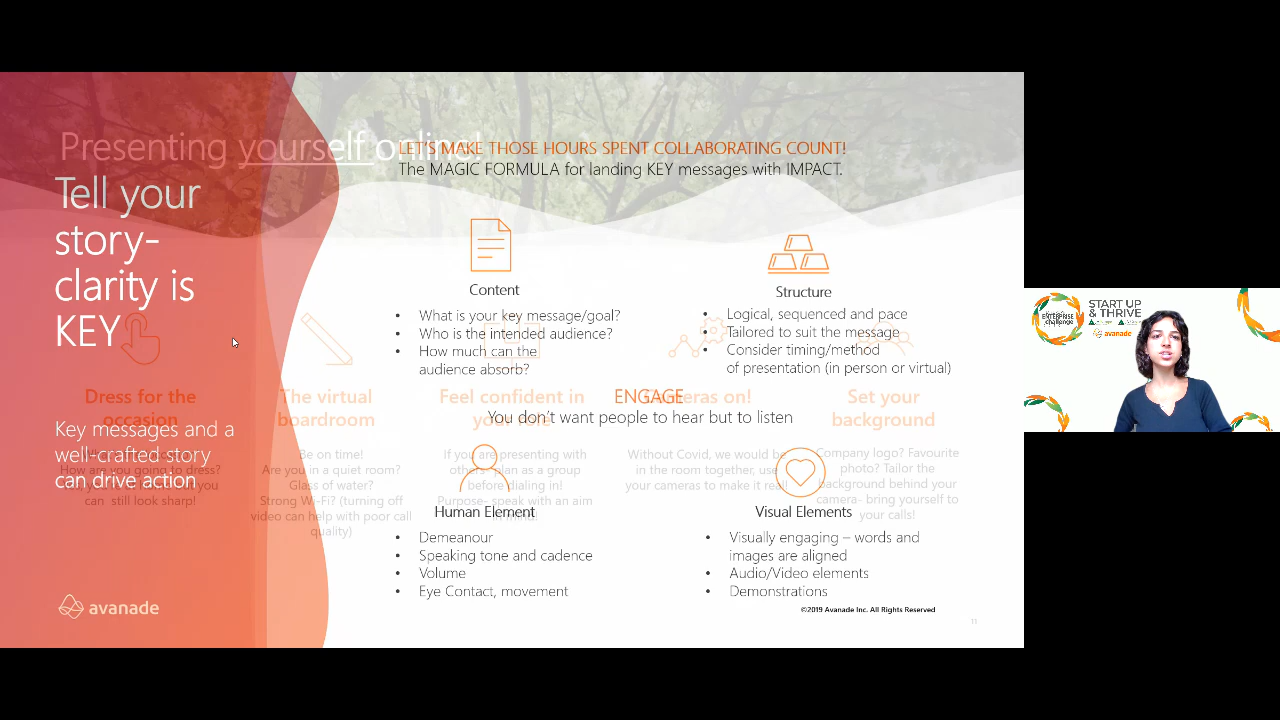 Presenting yourself online!
Tell your
story-
clarity is
KEY
Key messages and a
well-crafted story
can drive action
avanade
LET'S MAKE THOSE HOURS SPENT COLLABORATING COUNT!
The MAGIC FORMULA for landing KEY messages with IMPACT.
Content
• What is your key message/goal?
• Who is the intended audience?
• How much can the
audience absorb?
Structure
• Logical, sequenced and pace
• Tailored to suit the message
• Consider timing/method
of presentation (in person or virtual)
ENGAGE
You don't want people to hear but to listen
Human Element
• Demeanour
• Speaking tone and cadence
• Volume
• Eye Contact, movement
Visual Elements
• Visually engaging – words and
images are aligned
• Audio/Video elements
• Demonstrations
©2019 Avanade Inc. All Rights Reserved
11
Dress for the
occasion
How are you going to dress?
can still look sharp!
The virtual
boardroom
Be on time!
Are you in a quiet room?
Glass of water?
Strong Wi-Fi? (turning off
video can help with poor call
quality)
Feel confident in
If you are presenting with
others- plan as a group
before dialing in!
Purpose- speak with an aim
Cameras on!
Without Covid, we would be
in the room together, use
your cameras to make it real!
Set your
background
Company logo? Favourite
photo? Tailor the
background behind your
camera- bring yourself to
your calls!
enterprise
challenge
START UP
& THRIVE
avanade